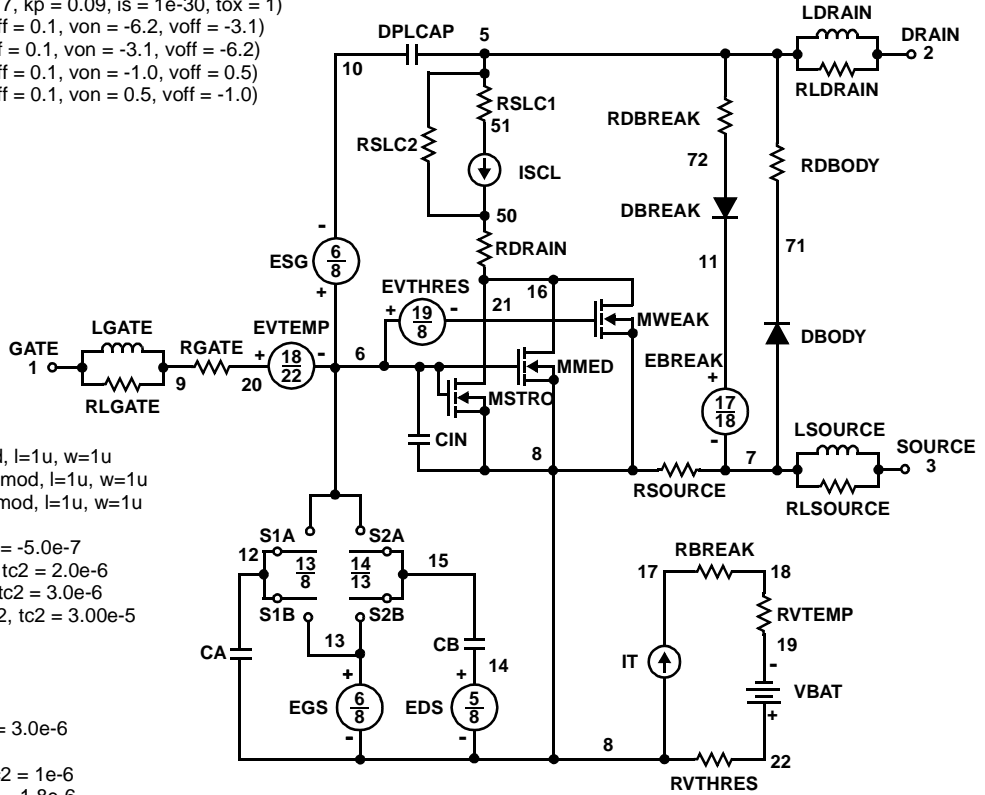 7, kp = 0.09, is = 1e-30, tox = 1)
ff = 0.1, von = -6.2, voff = -3.1)
f = 0.1, von = -3.1, voff = -6.2)
ff = 0.1, von = -1.0, voff = 0.5)
ff = 0.1, von = 0.5, voff = -1.0)
LDRAIN
DPLCAP
5
DRAIN
2
10
RLDRAIN
RSLC1
RDBREAK
51
RSLC2
72
RDBODY
ISCL
DBREAK
50
RDRAIN
71
11
ESG
6
8
-
+
EVTHRES
16
21
+
19
8
-
MWEAK
LGATE
GATE
1
RGATE
EVTEMP
+
18
22
-
6
EBREAK
DBODY
MMED
9
20
RLGATE
MSTRO
+
17
18
-
CIN
LSOURCE
8
7
SOURCE
3
RSOURCE
RLSOURCE
d, l=1u, w=1u
mod, l=1u, w=1u
mod, l=1u, w=1u
= -5.0e-7
tc2 = 2.0e-6
tc2 = 3.0e-6
2, tc2 = 3.00e-5
S1A
S2A
12
13
8
14
13
15
S1B
S2B
13
CA
CB
14
+
EGS
6
8
-
+
EDS
5
8
-
RBREAK
17
18
RVTEMP
19
IT
-
VBAT
+
8
22
RVTHRES
= 3.0e-6
c2 = 1e-6